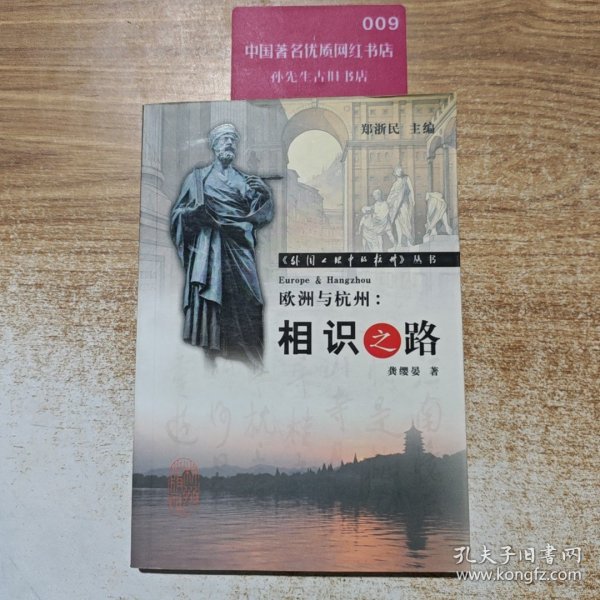 009
中国著名优质网红书店
孙先生古旧书店
郑浙民 主编
《外国人眼中的杭州》丛书
Europe & Hangzhou
欧洲与杭州：
相识之路
龚缨晏 著
孔夫子旧书网
www.kongfz.com